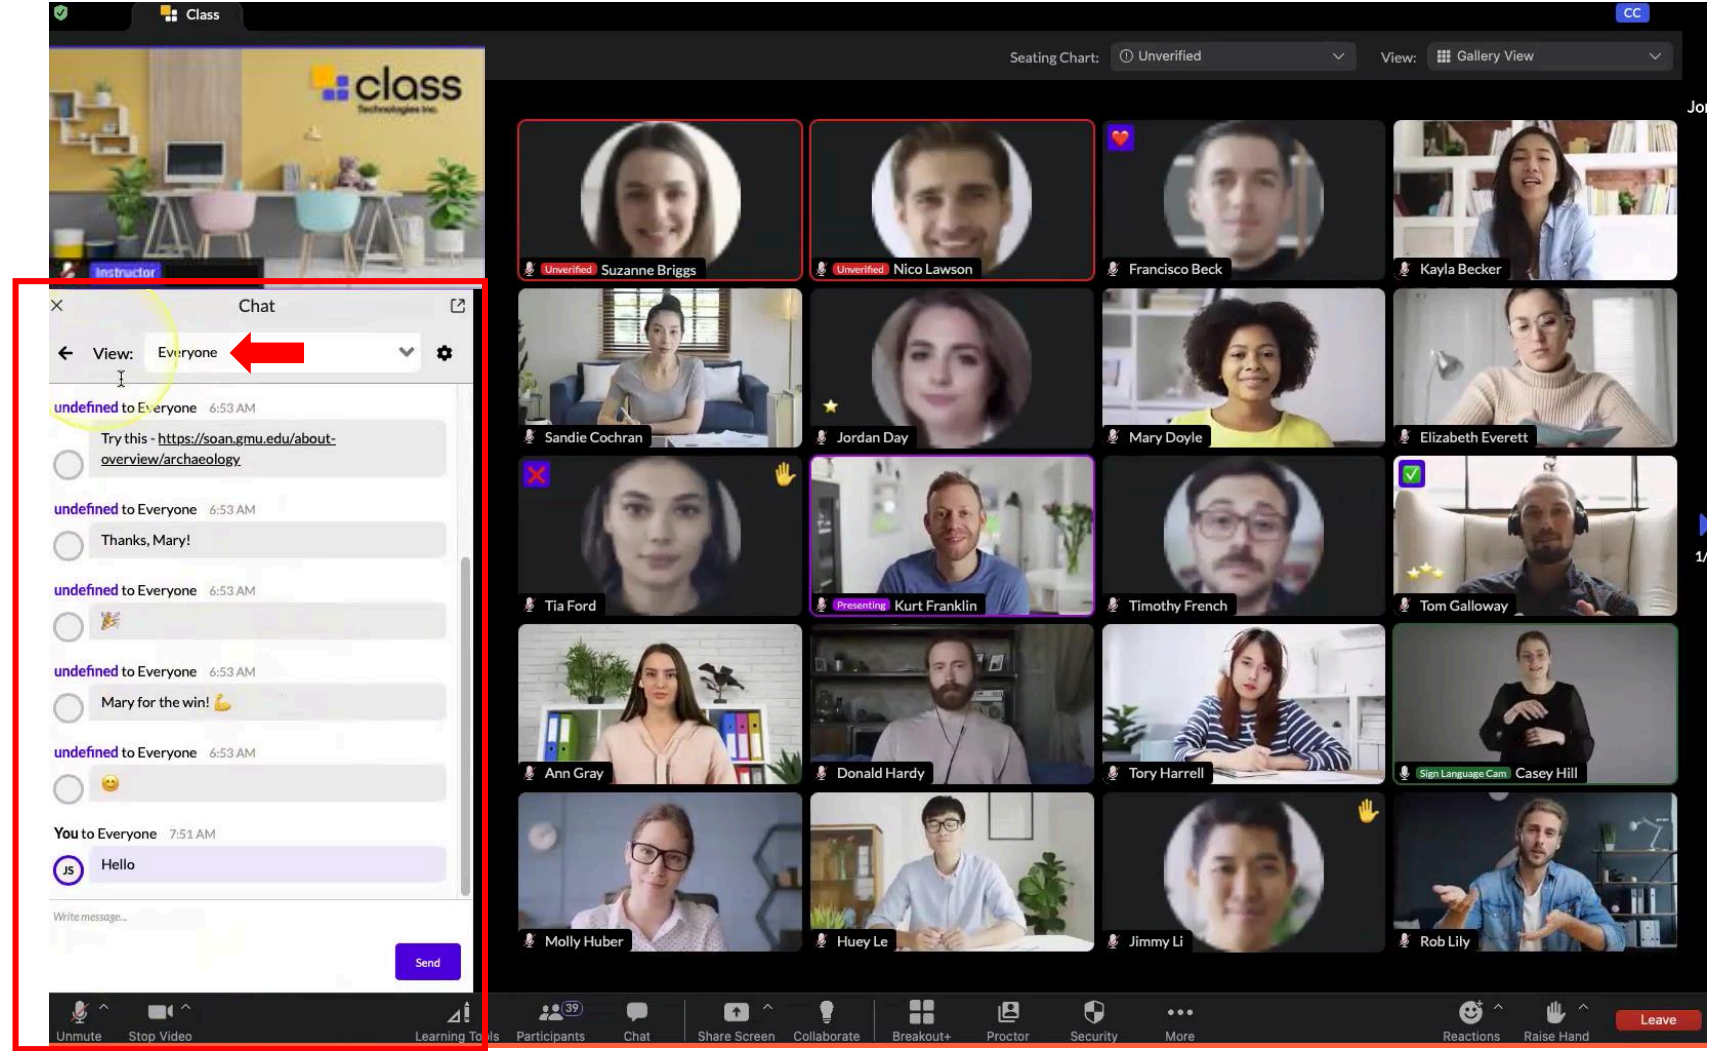 Class
CC
Seating Chart:
Unverified
View:
Gallery View
class
Technologies Inc.
Instructor
Unverified Suzanne Briggs
Unverified Nico Lawson
Francisco Beck
Kayla Becker
Chat
View:
Everyone
undefined to Everyone 6:53 AM
Try this - https://soan.gmu.edu/about-
overview/archaeology
undefined to Everyone 6:53 AM
Thanks, Mary!
undefined to Everyone 6:53 AM
undefined to Everyone 6:53 AM
Mary for the win!
undefined to Everyone 6:53 AM
You to Everyone 7:51 AM
JS
Hello
Write message...
Send
Sandie Cochran
Jordan Day
Mary Doyle
Elizabeth Everett
Tia Ford
Presenting Kurt Franklin
Timothy French
Tom Galloway
1/
Ann Gray
Donald Hardy
Tory Harrell
Sign Language Cam Casey Hill
Molly Huber
Huey Le
Jimmy Li
Rob Lily
Unmute
Stop Video
Learning Tools
39
Participants
Chat
Share Screen
Collaborate
Breakout+
Proctor
Security
More
Reactions
Raise Hand
Leave